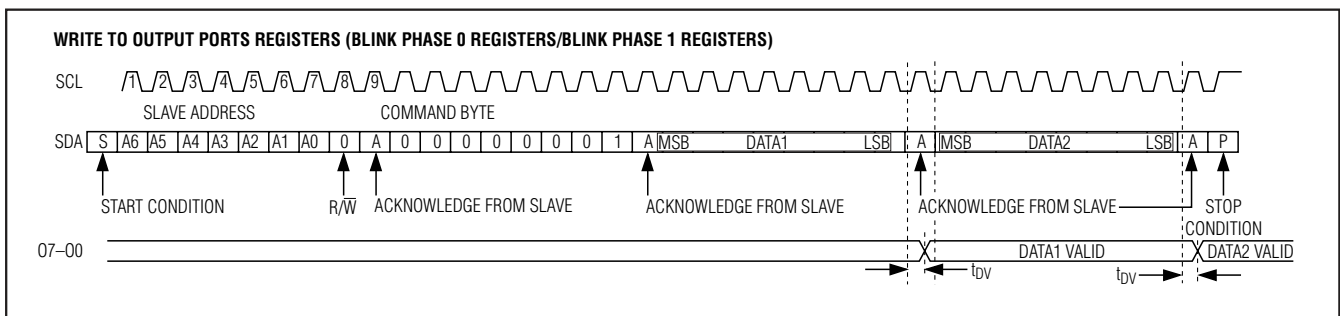 WRITE TO OUTPUT PORTS REGISTERS (BLINK PHASE 0 REGISTERS/BLINK PHASE 1 REGISTERS)
SCL 1 2 3 4 5 6 7 8 9
SLAVE ADDRESS COMMAND BYTE
SDA S A6 A5 A4 A3 A2 A1 A0 0 A 0 0 0 0 0 0 0 1 A MSB DATA1 LSB A MSB DATA2 LSB A P
START CONDITION R/W̅ ACKNOWLEDGE FROM SLAVE ACKNOWLEDGE FROM SLAVE ACKNOWLEDGE FROM SLAVE STOP CONDITION
O7–O0 DATA1 VALID DATA2 VALID
tDV tDV